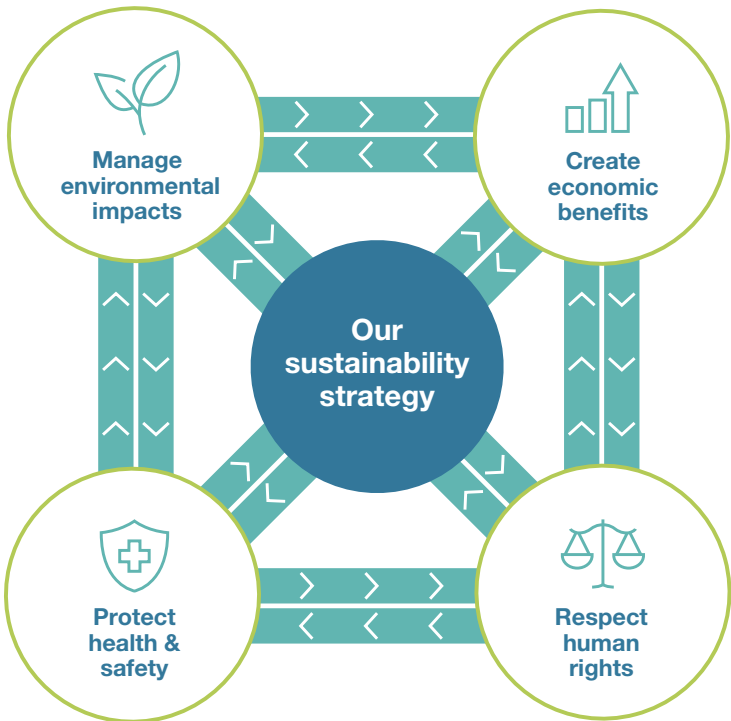 Manage
environmental
impacts
Create
economic
benefits
Our
sustainability
strategy
Protect
health &
safety
Respect
human
rights